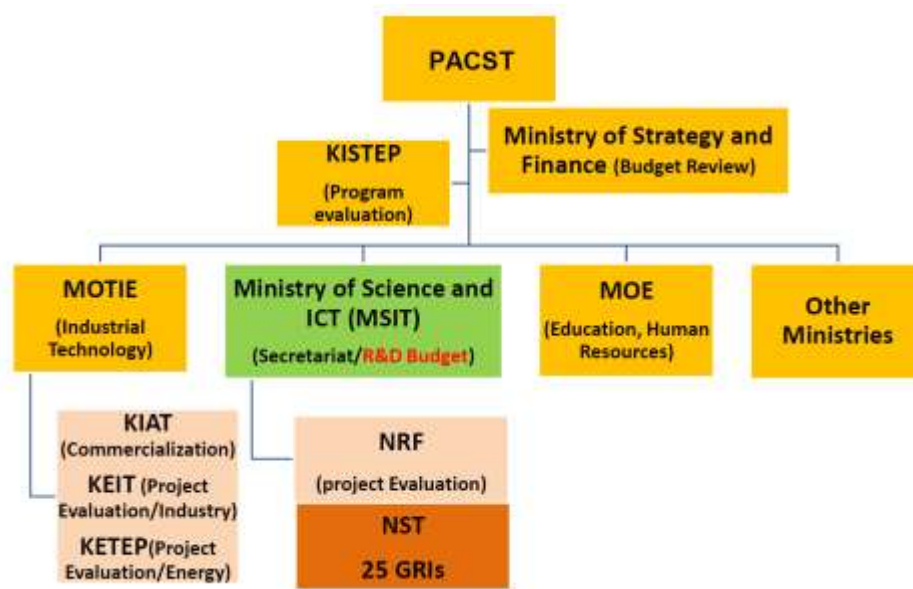 PACST
Ministry of Strategy and
Finance (Budget Review)
KISTEP
(Program
evaluation)
MOTIE
(Industrial
Technology)
Ministry of Science and
ICT (MSIT)
(Secretariat/R&D Budget)
MOE
(Education, Human
Resources)
Other
Ministries
KIAT
(Commercialization)
KEIT (Project
Evaluation/Industry)
KETEP(Project
Evaluation/Energy)
NRF
(project Evaluation)
NST
25 GRIs